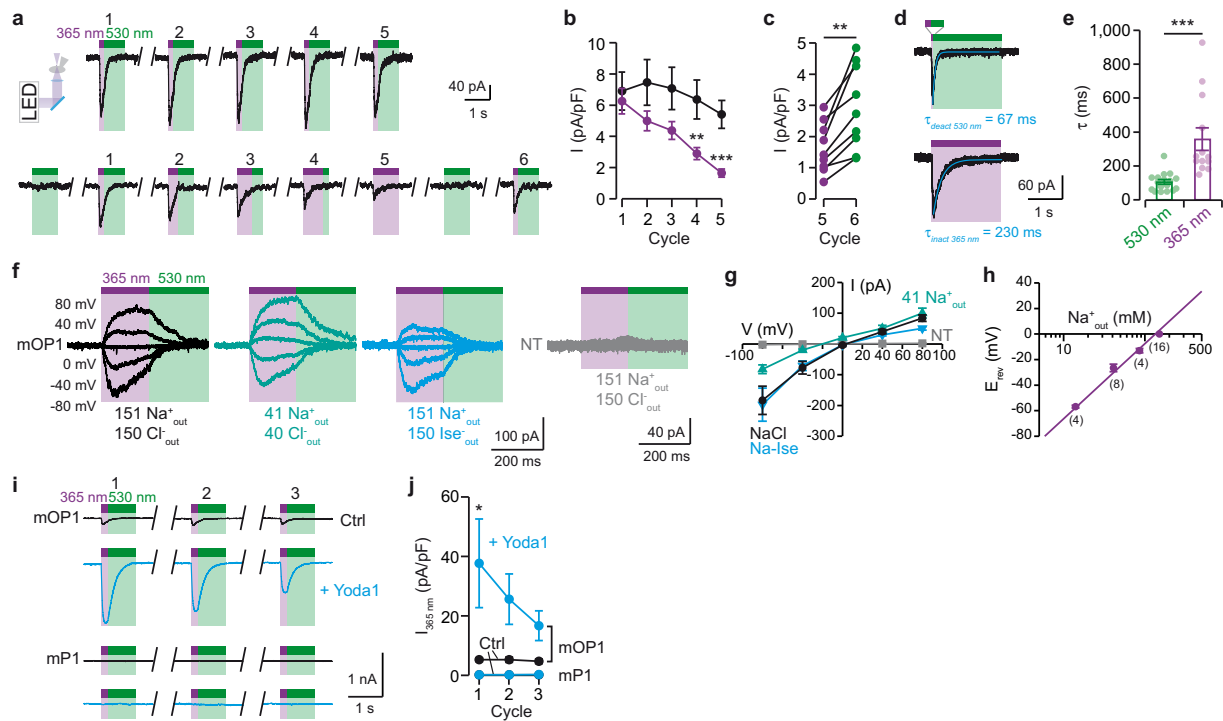 a
365 nm 530 nm
1
2
3
4
5
LED
40 pA
1 s
1
2
3
4
5
6
b
I (pA/pF)
10
8
6
4
2
0
**
***
1 2 3 4 5
Cycle
c
I (pA/pF)
**
5
4
3
2
1
0
5 6
Cycle
d
τdeact 530 nm = 67 ms
τinact 365 nm = 230 ms
60 pA
1 s
e
τ (ms)
***
1,000
800
600
400
200
0
530 nm
365 nm
f
365 nm 530 nm
80 mV
40 mV
mOP1
0 mV
-40 mV
-80 mV
151 Na+out
150 Cl-out
41 Na+out
40 Cl-out
151 Na+out
150 Ise-out
100 pA
200 ms
NT
151 Na+out
150 Cl-out
40 pA
200 ms
g
I (pA)
200
41 Na+out
100
V (mV)
NT
-100
40 80 100
-100
-200
-300
NaCl
Na-Ise
h
Na+out (mM)
10
500
Erev (mV)
40
20
0
-20
-40
-60
-80
(16)
(4)
(8)
(4)
i
365 nm 530 nm
1
2
3
mOP1
Ctrl
+ Yoda1
mP1
1 nA
1 s
j
I365 nm (pA/pF)
60
40
20
0
*
+ Yoda1
Ctrl
mOP1
mP1
1 2 3
Cycle